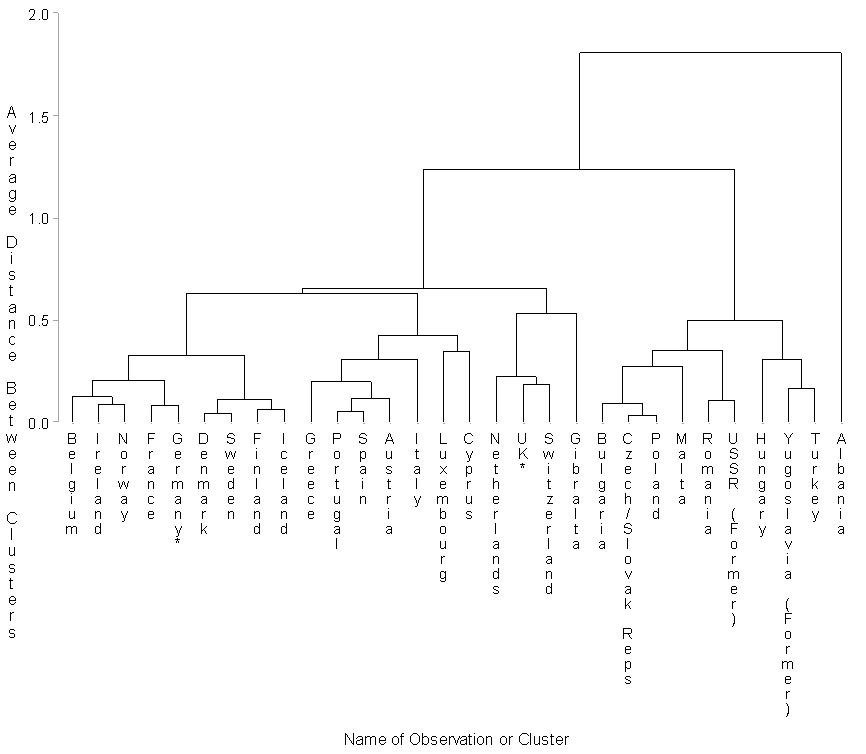 2.0
1.5
1.0
0.5
0.0
Average Distance Between Clusters
Belgium
Ireland
Norway
France
Germany*
Denmark
Sweden
Finland
Iceland
Greece
Portugal
Spain
Austria
Italy
Luxembourg
Cyprus
Netherlands
UK*
Switzerland
Gibralta
Bulgaria
Czech/Slovak Reps
Poland
Malta
Romania
USSR (Former)
Hungary
Yugoslavia (Former)
Turkey
Albania
Name of Observation or Cluster